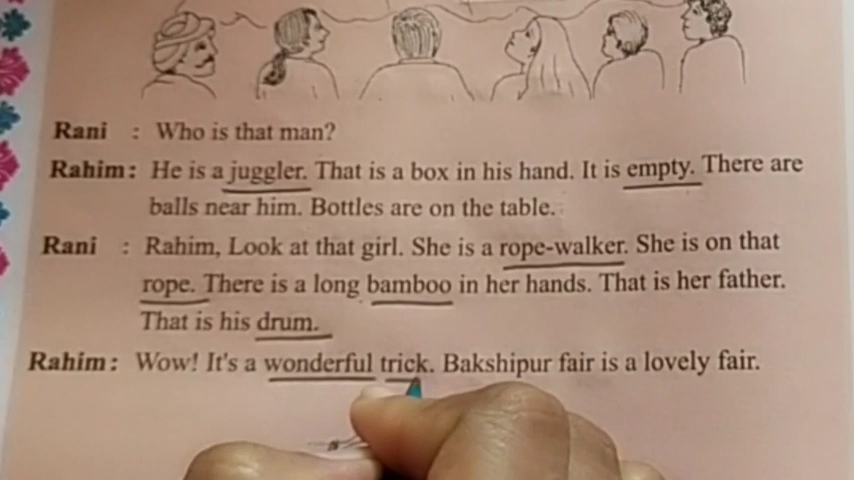 Rani : Who is that man?
Rahim: He is a juggler. That is a box in his hand. It is empty. There are
balls near him. Bottles are on the table.
Rani : Rahim, Look at that girl. She is a rope-walker. She is on that
rope. There is a long bamboo in her hands. That is her father.
That is his drum.
Rahim: Wow! It's a wonderful trick. Bakshipur fair is a lovely fair.